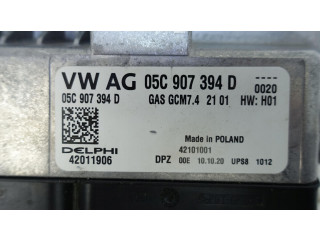 VW AG 05C 907 394 D
0020
05C 907 394 D GAS GCM7.4 21 01 HW: H01
Made in POLAND
DELPHI 42101001
42011906 DPZ 00E 10.10.20 UPS8 1012